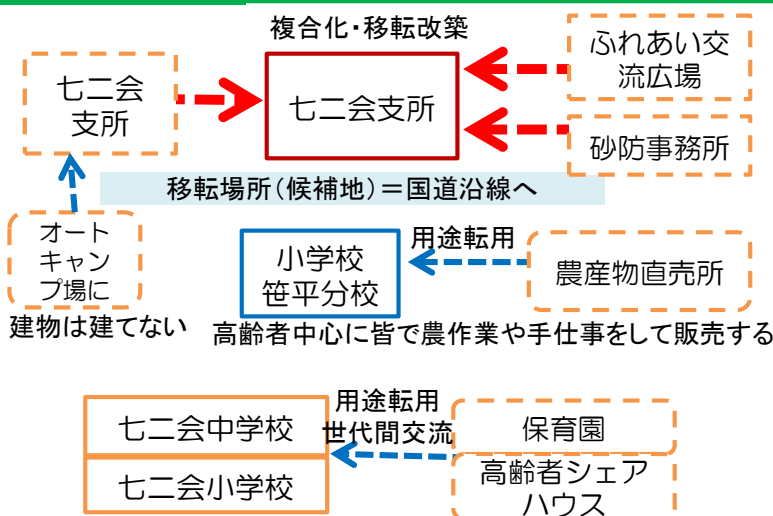 複合化・移転改築
七二会
支所
七二会支所
ふれあい交
流広場
砂防事務所
移転場所(候補地)=国道沿線へ
オート
キャン
プ場に
建物は建てない
小学校
笹平分校
用途転用
農産物直売所
高齢者中心に皆で農作業や手仕事をして販売する
七二会中学校
七二会小学校
用途転用
世代間交流
保育園
高齢者シェア
ハウス